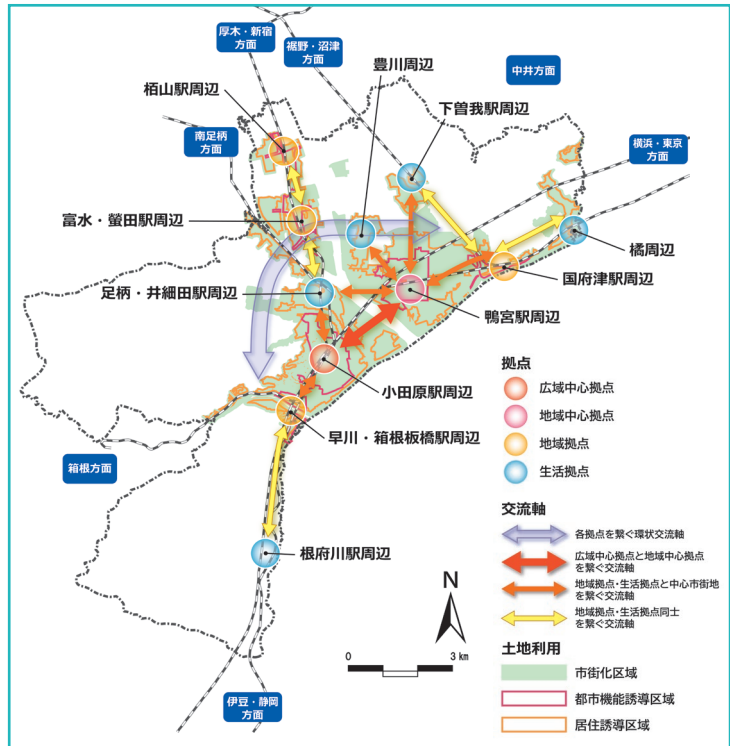 厚木・新宿
方面
裾野・沼津
方面
豊川周辺
中井方面
栢山駅周辺
下曽我駅周辺
南足柄
方面
横浜・東京
方面
富水・螢田駅周辺
橘周辺
国府津駅周辺
足柄・井細田駅周辺
鴨宮駅周辺
小田原駅周辺
早川・箱根板橋駅周辺
箱根方面
根府川駅周辺
伊豆・静岡
方面
N
0 3 km
拠点
広域中心拠点
地域中心拠点
地域拠点
生活拠点
交流軸
各拠点を繋ぐ環状交流軸
広域中心拠点と地域中心拠点
を繋ぐ交流軸
地域拠点・生活拠点と中心市街地
を繋ぐ交流軸
地域拠点・生活拠点同士
を繋ぐ交流軸
土地利用
市街化区域
都市機能誘導区域
居住誘導区域